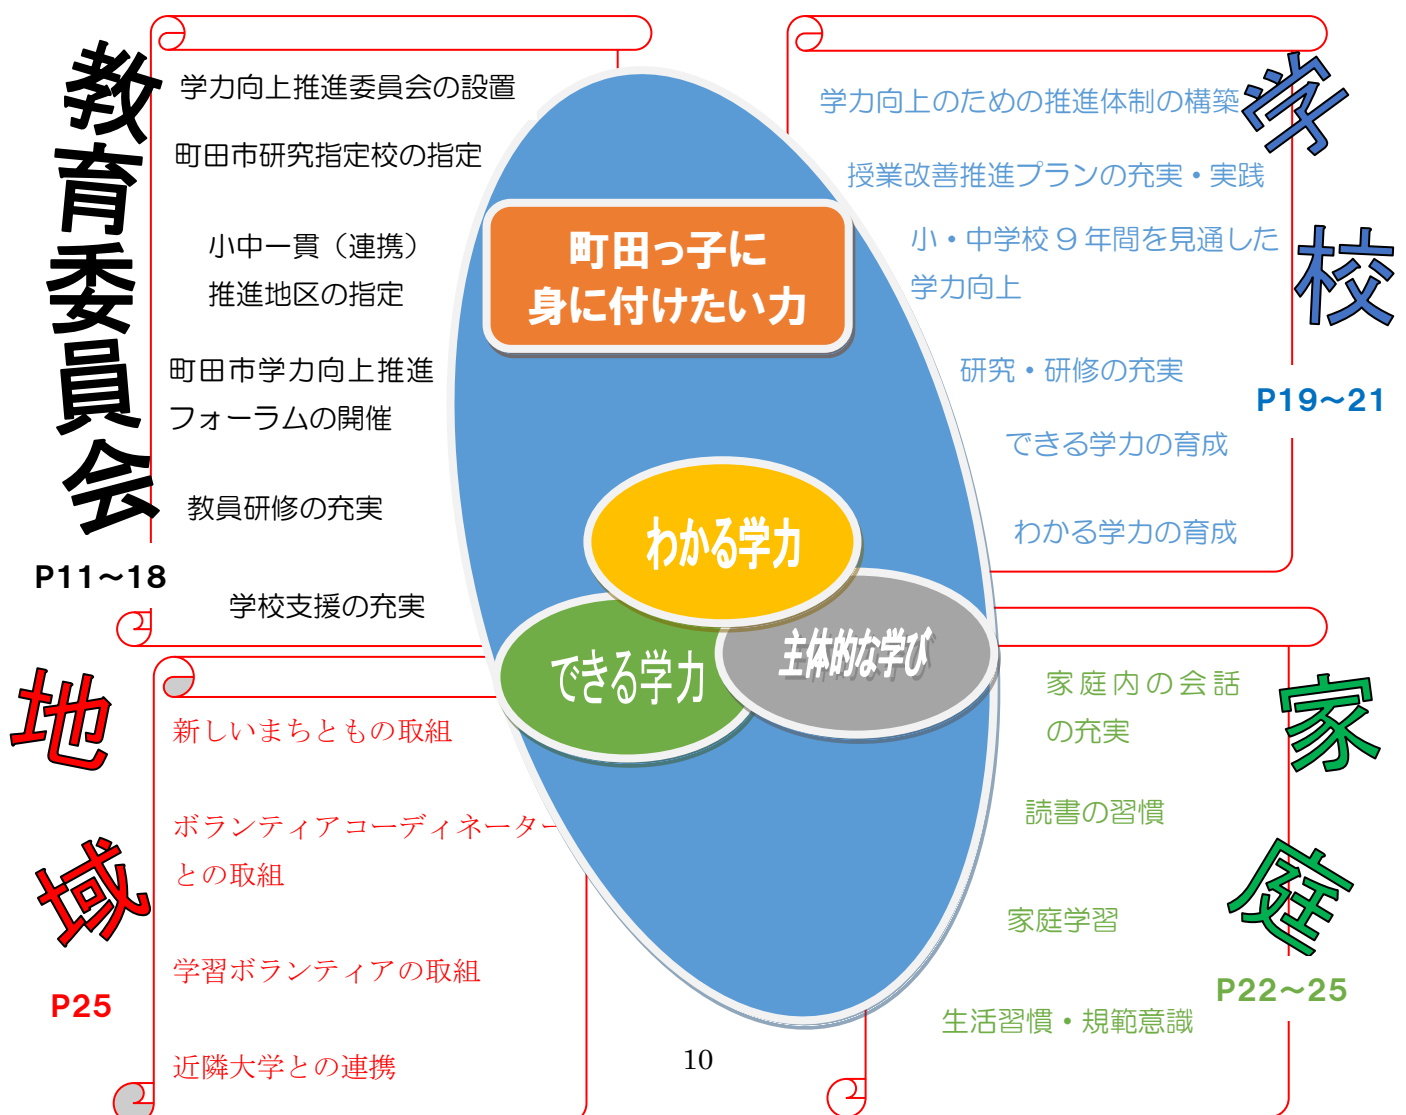 教育委員会
学力向上推進委員会の設置
町田市研究指定校の指定
小中一貫（連携）
推進地区の指定
町田市学力向上推進
フォーラムの開催
教員研修の充実
P11～18
学校支援の充実
町田っ子に
身に付けたい力
わかる学力
できる学力
主体的な学び
学校
学力向上のための推進体制の構築
授業改善推進プランの充実・実践
小・中学校９年間を見通した
学力向上
研究・研修の充実
P19～21
できる学力の育成
わかる学力の育成
地域
新しいまちともの取組
ボランティアコーディネーター
との取組
学習ボランティアの取組
P25
近隣大学との連携
家庭
家庭内の会話
の充実
読書の習慣
家庭学習
P22～25
生活習慣・規範意識
10